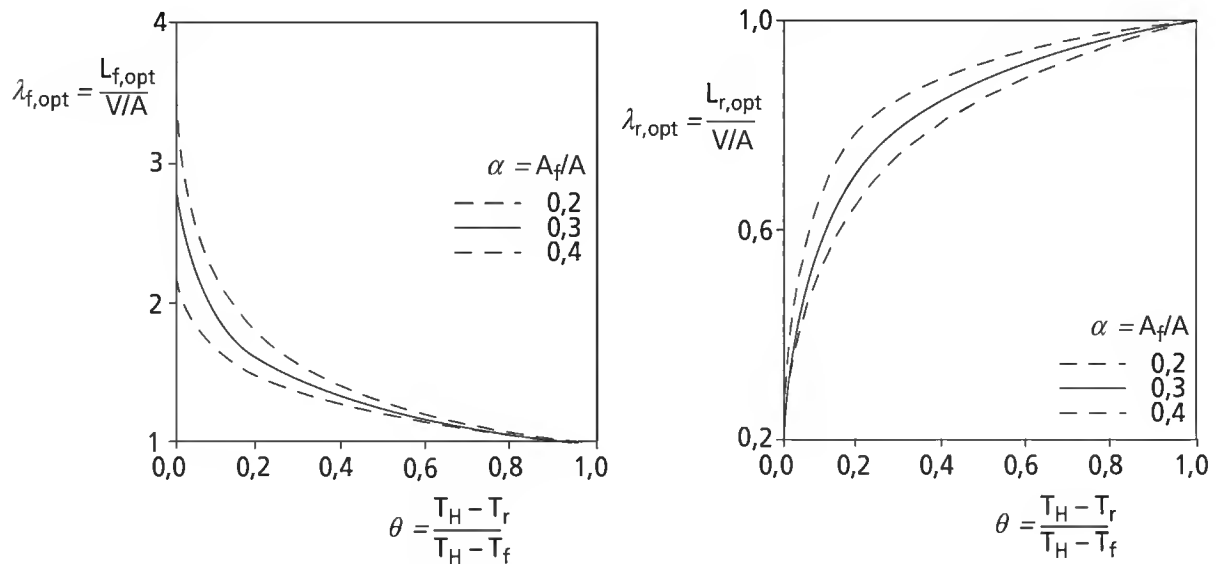 4
λf,opt = Lf,opt
V/A
3
α = Af/A
0,2
0,3
0,4
2
1
0,0 0,2 0,4 0,6 0,8 1,0
θ = TH – Tr
TH – Tf
1,0
λr,opt = Lr,opt
V/A
0,6
α = Af/A
0,2
0,3
0,4
0,2
0,0 0,2 0,4 0,6 0,8 1,0
θ = TH – Tr
TH – Tf